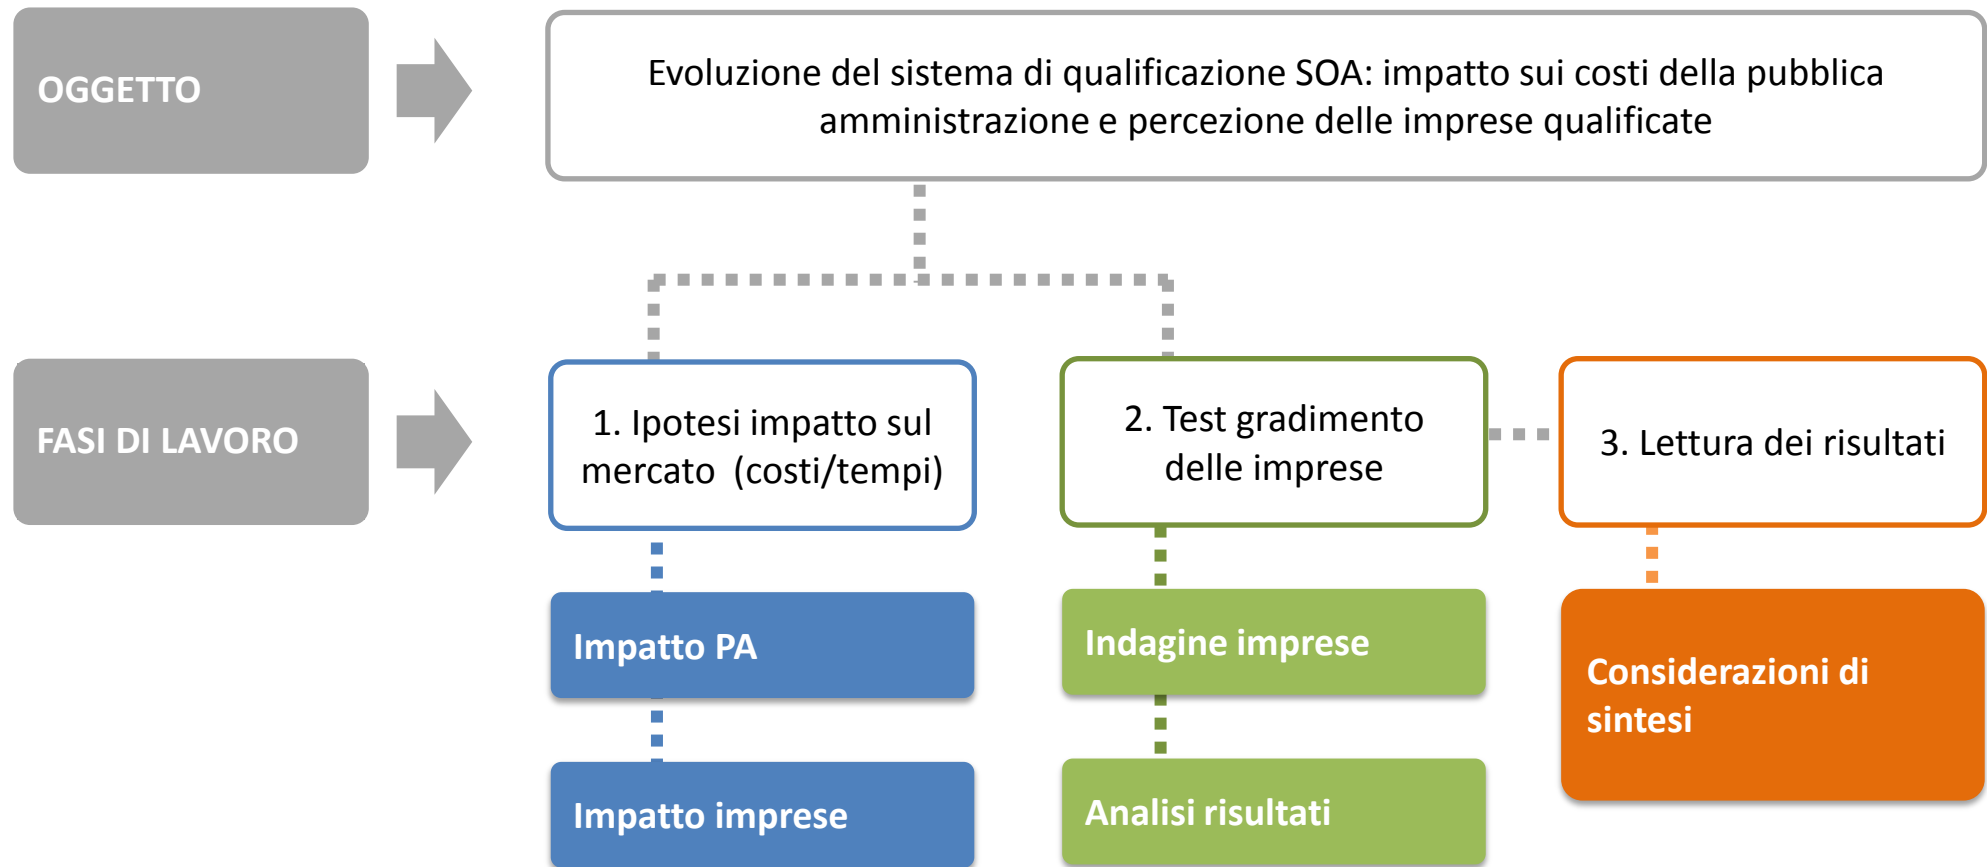 OGGETTO
Evoluzione del sistema di qualificazione SOA: impatto sui costi della pubblica
amministrazione e percezione delle imprese qualificate
FASI DI LAVORO
1. Ipotesi impatto sul
mercato (costi/tempi)
2. Test gradimento
delle imprese
3. Lettura dei risultati
Impatto PA
Indagine imprese
Considerazioni di
sintesi
Impatto imprese
Analisi risultati